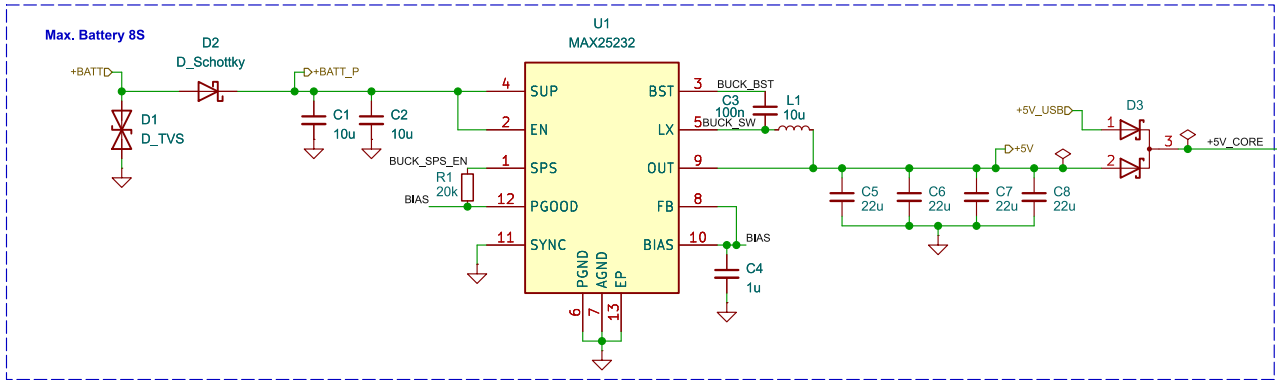 Max. Battery 8S
U1
MAX25232
D2
D_Schottky
+BATT
+BATT_P
D1
D_TVS
C1
10u
C2
10u
4
SUP
2
EN
BUCK_SPS_EN
1
SPS
R1
20k
BIAS
12
PGOOD
11
SYNC
BST
3
BUCK_BST
C3
100n
L1
10u
LX
5
BUCK_SW
OUT
9
FB
8
BIAS
10
BIAS
C4
1u
PGND
AGND
EP
6
7
13
+5V
C5
22u
C6
22u
C7
22u
C8
22u
+5V_USB
D3
1
2
3
+5V_CORE